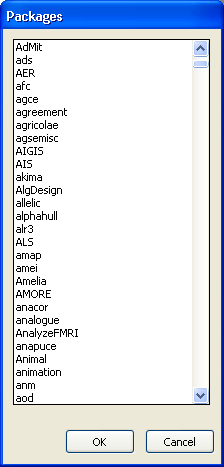 Packages
AdMit
ads
AER
afc
agce
agreement
agricolae
agsemisc
AIGIS
AIS
akima
AlgDesign
allelic
alphahull
alr3
ALS
amap
amei
Amelia
AMORE
anacor
analogue
AnalyzeFMRI
anapuce
Animal
animation
anm
aod
OK Cancel